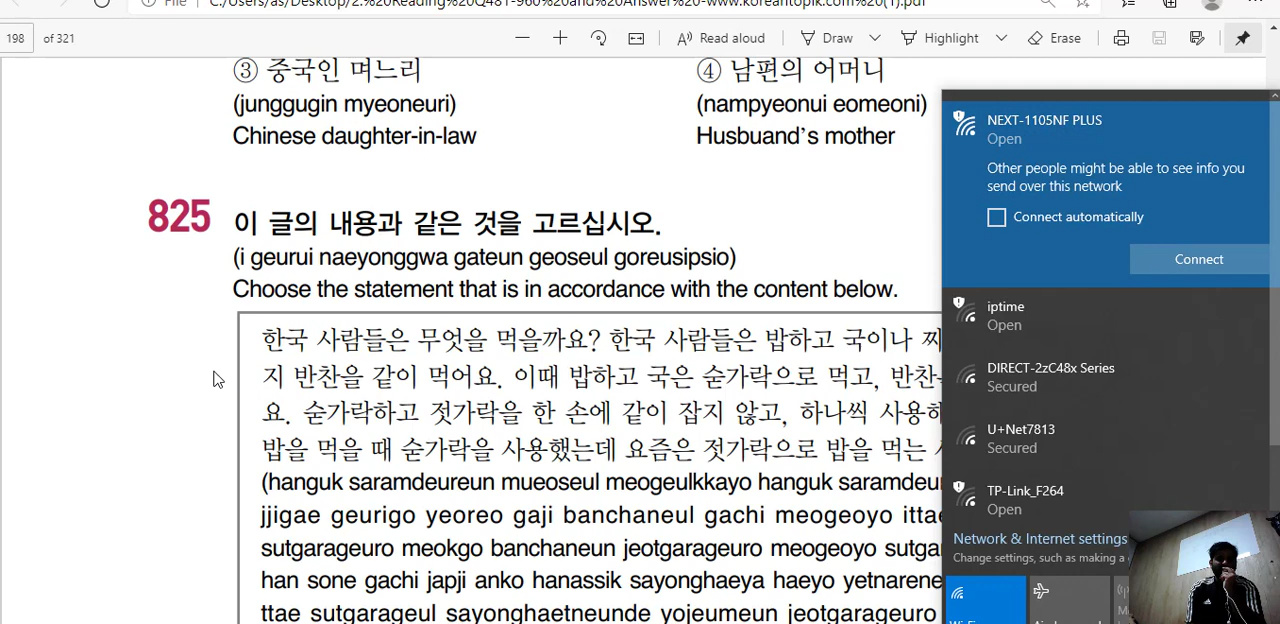 File
C:/Users/as/Desktop/2.%20Reading%20Q481-960%20and%20Answer%20-www.koreantopik.com%20(1).pdf
198 of 321
Read aloud
Draw
Highlight
Erase
③ 중국인 며느리
(junggugin myeoneuri)
Chinese daughter-in-law
④ 남편의 어머니
(nampyeonui eomeoni)
Husbuand's mother
825 이 글의 내용과 같은 것을 고르십시오.
(i geurui naeyonggwa gateun geoseul goreusipsio)
Choose the statement that is in accordance with the content below.
한국 사람들은 무엇을 먹을까요? 한국 사람들은 밥하고 국이나 찌
지 반찬을 같이 먹어요. 이때 밥하고 국은 숟가락으로 먹고, 반찬
요. 숟가락하고 젓가락을 한 손에 같이 잡지 않고, 하나씩 사용해
밥을 먹을 때 숟가락을 사용했는데 요즘은 젓가락으로 밥을 먹는
(hanguk saramdeureun mueoseul meogeulkkayo hanguk saramdeur
jjigae geurigo yeoreo gaji banchaneul gachi meogeoyo ittae
sutgarageuro meokgo banchaneun jeotgarageuro meogeoyo sutga
han sone gachi japji anko hanassik sayonghaeya haeyo yetnarene
ttae sutgarageul sayonghaetneunde yojeumeun jeotgarageuro
NEXT-1105NF PLUS
Open
Other people might be able to see info you
send over this network
Connect automatically
Connect
iptime
Open
DIRECT-2zC48x Series
Secured
U+Net7813
Secured
TP-Link_F264
Open
Network & Internet settings
Change settings, such as making a